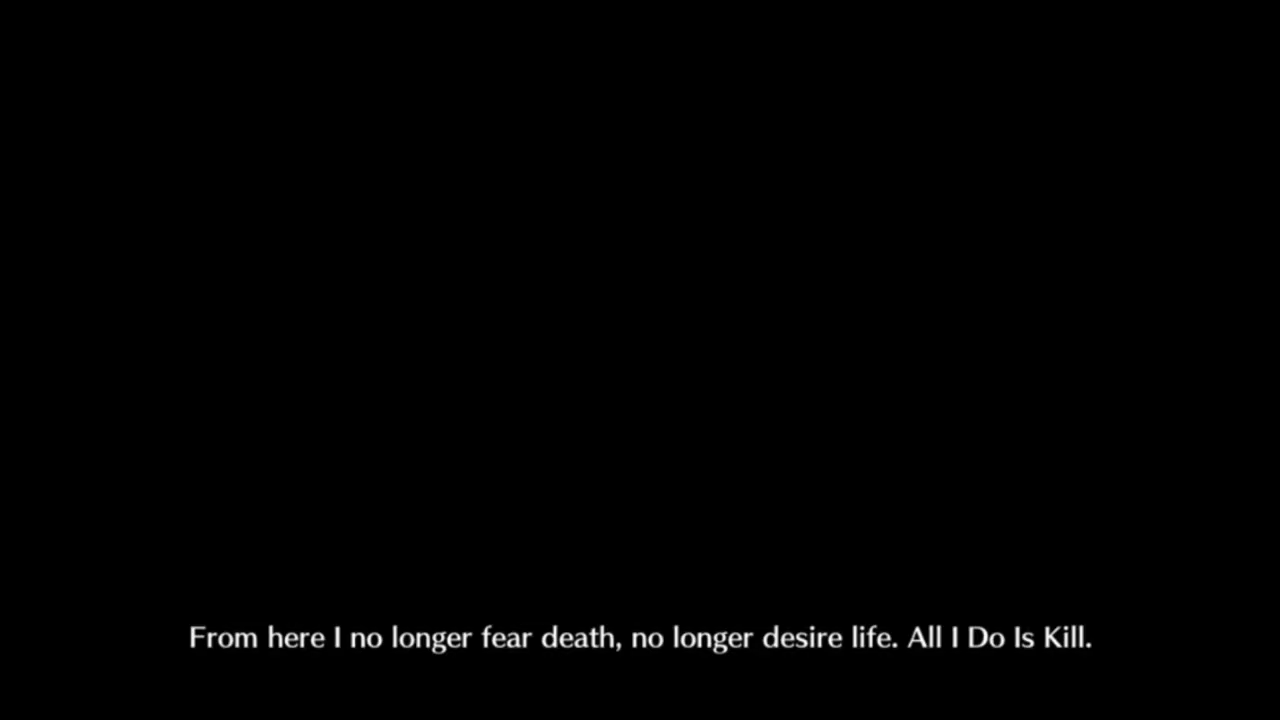 From here I no longer fear death, no longer desire life. All I Do Is Kill.